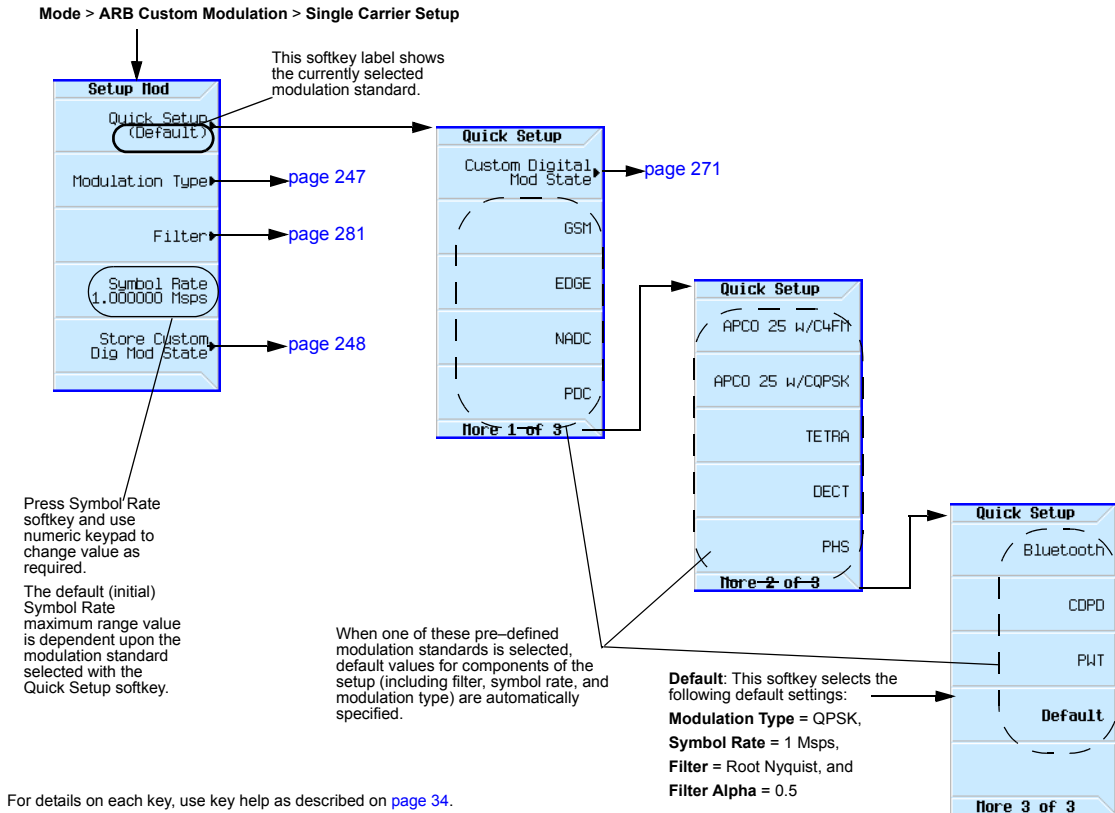 Mode > ARB Custom Modulation > Single Carrier Setup
This softkey label shows
the currently selected
modulation standard.
Setup Mod
Quick Setup
(Default)
Modulation Type
page 247
Filter
page 281
Symbol Rate
1.000000 Msps
Store Custom
Dig Mod State
page 248
Press Symbol Rate
softkey and use
numeric keypad to
change value as
required.
The default (initial)
Symbol Rate
maximum range value
is dependent upon the
modulation standard
selected with the
Quick Setup softkey.
Quick Setup
Custom Digital
Mod State
page 271
GSM
EDGE
NADC
PDC
More 1 of 3
Quick Setup
APCO 25 w/C4FM
APCO 25 w/CQPSK
TETRA
DECT
PHS
More 2 of 3
Quick Setup
Bluetooth
CDPD
PWT
Default
More 3 of 3
When one of these pre–defined
modulation standards is selected,
default values for components of the
setup (including filter, symbol rate, and
modulation type) are automatically
specified.
Default: This softkey selects the
following default settings:
Modulation Type = QPSK,
Symbol Rate = 1 Msps,
Filter = Root Nyquist, and
Filter Alpha = 0.5
For details on each key, use key help as described on page 34.